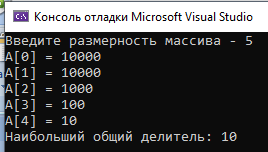 Консоль отладки Microsoft Visual Studio
Введите размерность массива - 5
A[0] = 10000
A[1] = 10000
A[2] = 1000
A[3] = 100
A[4] = 10
Наибольший общий делитель: 10